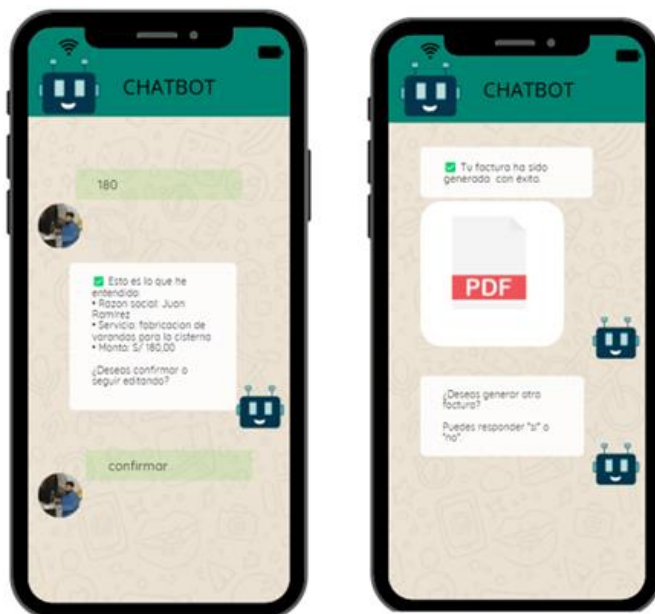 CHATBOT
180
✅ Esto es lo que he
entendido:
• Razon social: Juan
Ramirez
• Servicio: fabricacion de
varandas para la cisterna
• Monto: S/ 180,00
¿Deseas confirmar o
seguir editando?
confirmar
CHATBOT
✅ Tu factura ha sido
generada con éxito.
PDF
¿Deseas generar otra
factura?
Puedes responder "si" o
"no".